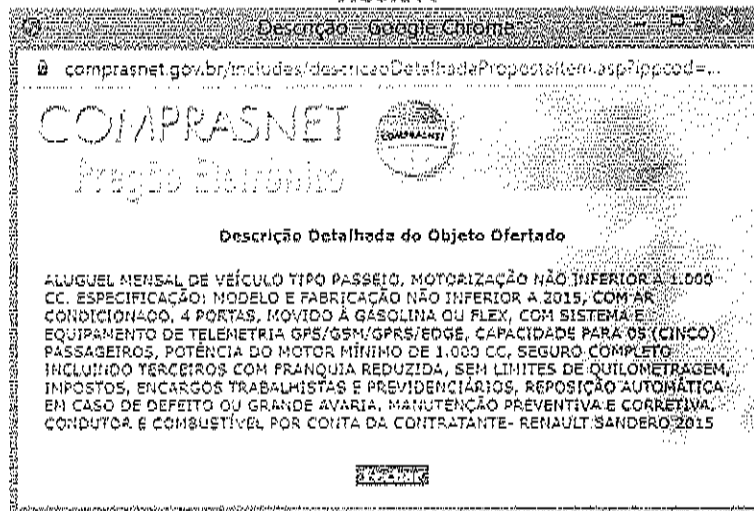 Descrição - Google Chrome
comprasnet.gov.br/includes/descricaoDetalhadaPropostaItem.asp?ippcod=...
COMPRASNET
COMPRASNET
Pregão Eletrônico
Descrição Detalhada do Objeto Ofertado
ALUGUEL MENSAL DE VEÍCULO TIPO PASSEIO, MOTORIZAÇÃO NÃO INFERIOR A 1.000
CC. ESPECIFICAÇÃO: MODELO E FABRICAÇÃO NÃO INFERIOR A 2015, COM AR
CONDICIONADO, 4 PORTAS, MOVIDO À GASOLINA OU FLEX, COM SISTEMA E
EQUIPAMENTO DE TELEMETRIA GPS/GSM/GPRS/EDGE, CAPACIDADE PARA 05 (CINCO)
PASSAGEIROS, POTÊNCIA DO MOTOR MÍNIMO DE 1.000 CC, SEGURO COMPLETO
INCLUINDO TERCEIROS COM FRANQUIA REDUZIDA, SEM LIMITES DE QUILOMETRAGEM,
IMPOSTOS, ENCARGOS TRABALHISTAS E PREVIDENCIÁRIOS, REPOSIÇÃO AUTOMÁTICA
EM CASO DE DEFEITO OU GRANDE AVARIA, MANUTENÇÃO PREVENTIVA E CORRETIVA,
CONDUTOR E COMBUSTÍVEL POR CONTA DA CONTRATANTE- RENAULT SANDERO 2015